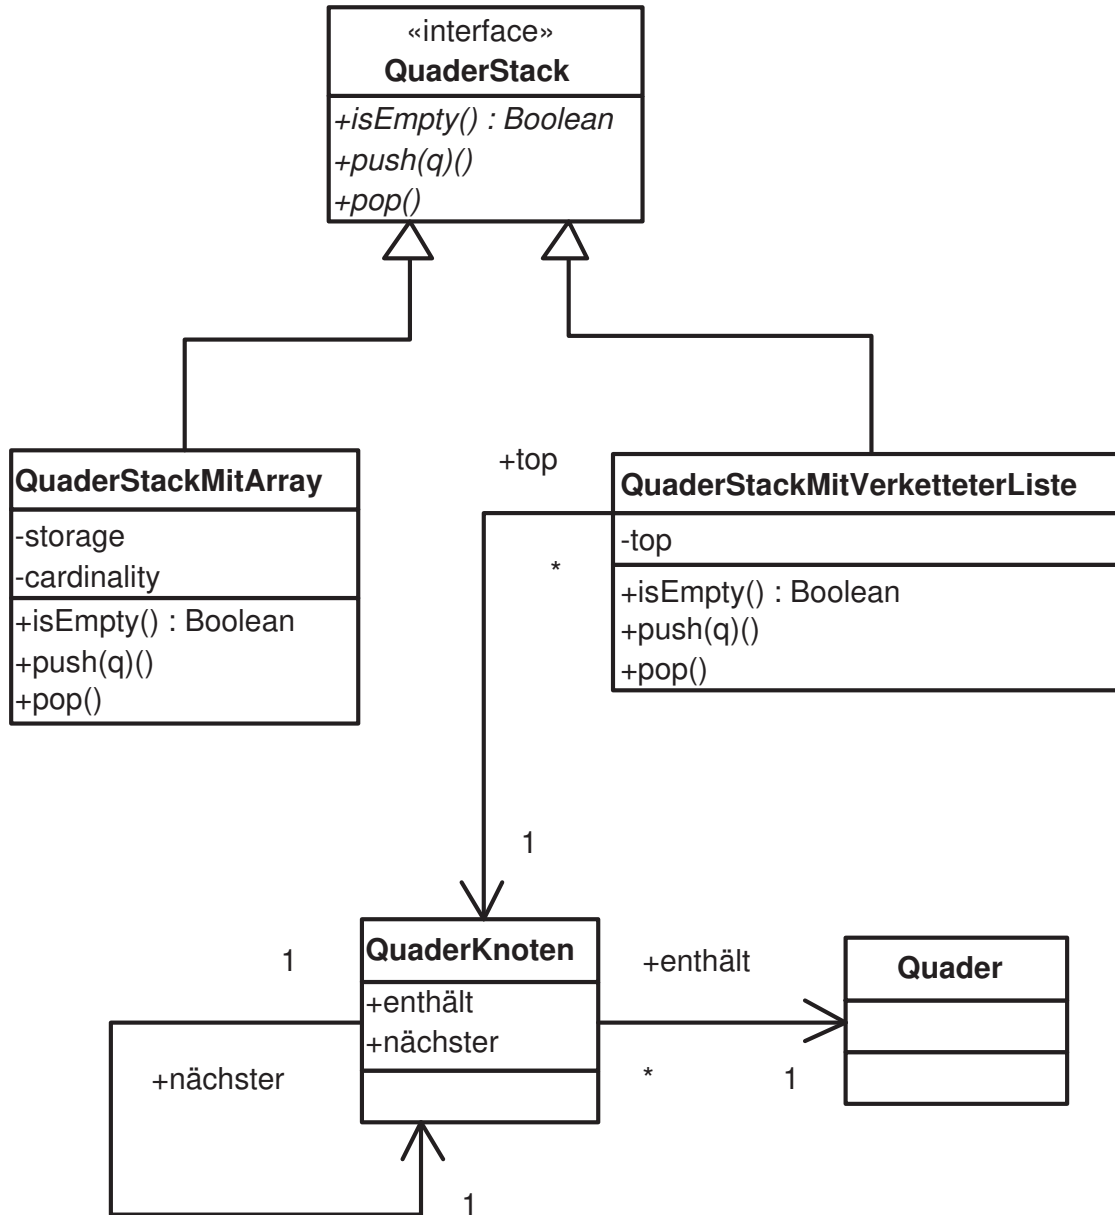 «interface»
QuaderStack
+isEmpty() : Boolean
+push(q)()
+pop()
QuaderStackMitArray
-storage
-cardinality
+isEmpty() : Boolean
+push(q)()
+pop()
+top
*
QuaderStackMitVerketteterListe
-top
+isEmpty() : Boolean
+push(q)()
+pop()
1
1
QuaderKnoten
+enthält
+nächster
+nächster
1
+enthält
*
1
Quader